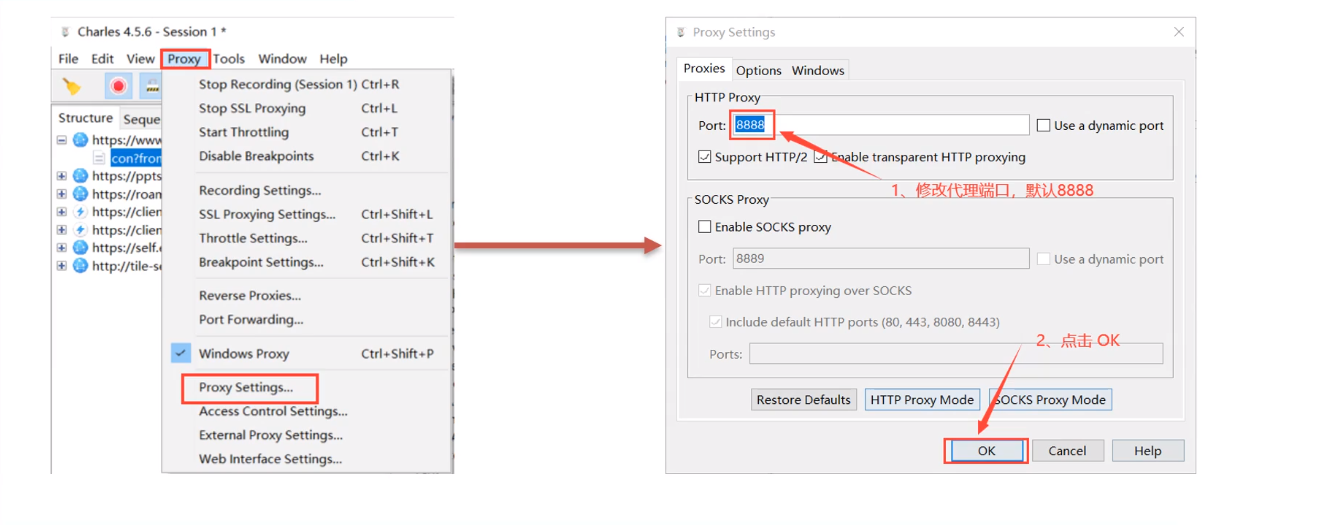 Charles 4.5.6 - Session 1 *
File Edit View Proxy Tools Window Help
Stop Recording (Session 1) Ctrl+R
Stop SSL Proxying Ctrl+L
Start Throttling Ctrl+T
Disable Breakpoints Ctrl+K
Recording Settings...
SSL Proxying Settings... Ctrl+Shift+L
Throttle Settings... Ctrl+Shift+T
Breakpoint Settings... Ctrl+Shift+K
Reverse Proxies...
Port Forwarding...
Windows Proxy Ctrl+Shift+P
Proxy Settings...
Access Control Settings...
External Proxy Settings...
Web Interface Settings...
Structure Seque
https://www
con?fron
https://ppts
https://roan
https://clien
https://clien
https://self.
http://tile-se
Proxy Settings
Proxies Options Windows
HTTP Proxy
Port: 8888 Use a dynamic port
Support HTTP/2 Enable transparent HTTP proxying
1、修改代理端口，默认8888
SOCKS Proxy
Enable SOCKS proxy
Port: 8889 Use a dynamic port
Enable HTTP proxying over SOCKS
Include default HTTP ports (80, 443, 8080, 8443)
2、点击 OK
Ports:
Restore Defaults HTTP Proxy Mode SOCKS Proxy Mode
OK Cancel Help